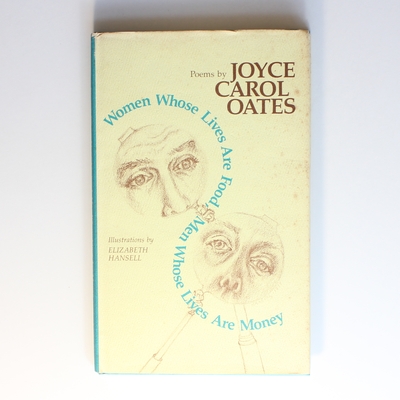 Poems by JOYCE
CAROL
OATES
Women Whose Lives Are Food,
Men Whose Lives Are Money
Illustrations by
ELIZABETH
HANSELL